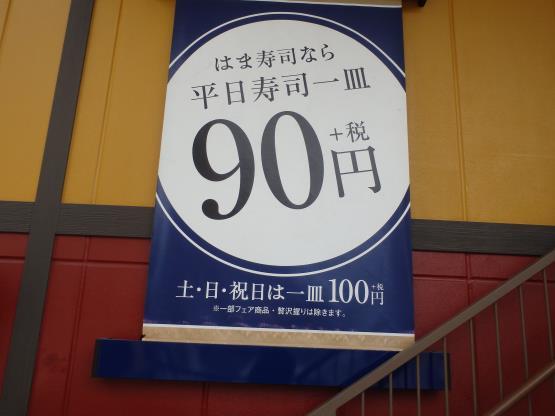 はま寿司なら
平日寿司一皿
90円+税
土・日・祝日は一皿100円+税
※一部フェア商品・贅沢握りは除きます。